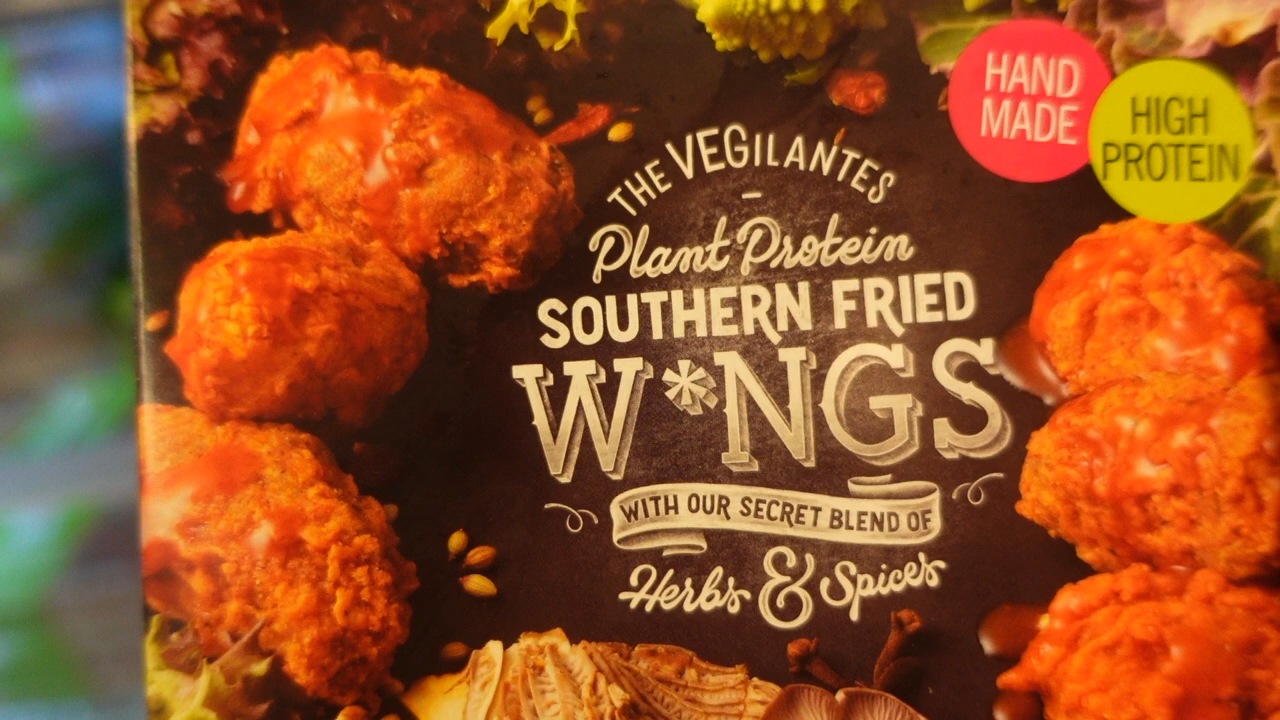 HAND
MADE
HIGH
PROTEIN
THE VEGILANTES
Plant Protein
SOUTHERN FRIED
W*NGS
WITH OUR SECRET BLEND OF
Herbs & Spices